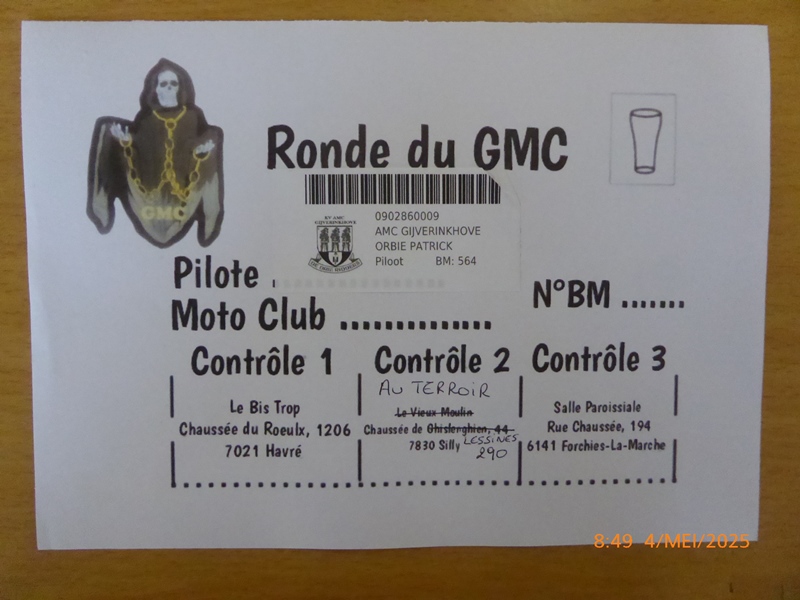 Ronde du GMC
GMC
KV AMC
GIJVERINKHOVE
0902860009
AMC GIJVERINKHOVE
ORBIE PATRICK
Piloot BM: 564
Pilote
N°BM .......
Moto Club ...............
Contrôle 1
Le Bis Trop
Chaussée du Roeulx, 1206
7021 Havré
Contrôle 2
AU TERROIR
Le Vieux Moulin
Chaussée de Ghislenghien, 44
LESSINES
7830 Silly
290
Contrôle 3
Salle Paroissiale
Rue Chaussée, 194
6141 Forchies-La-Marche
8:49 4/MEI/2025